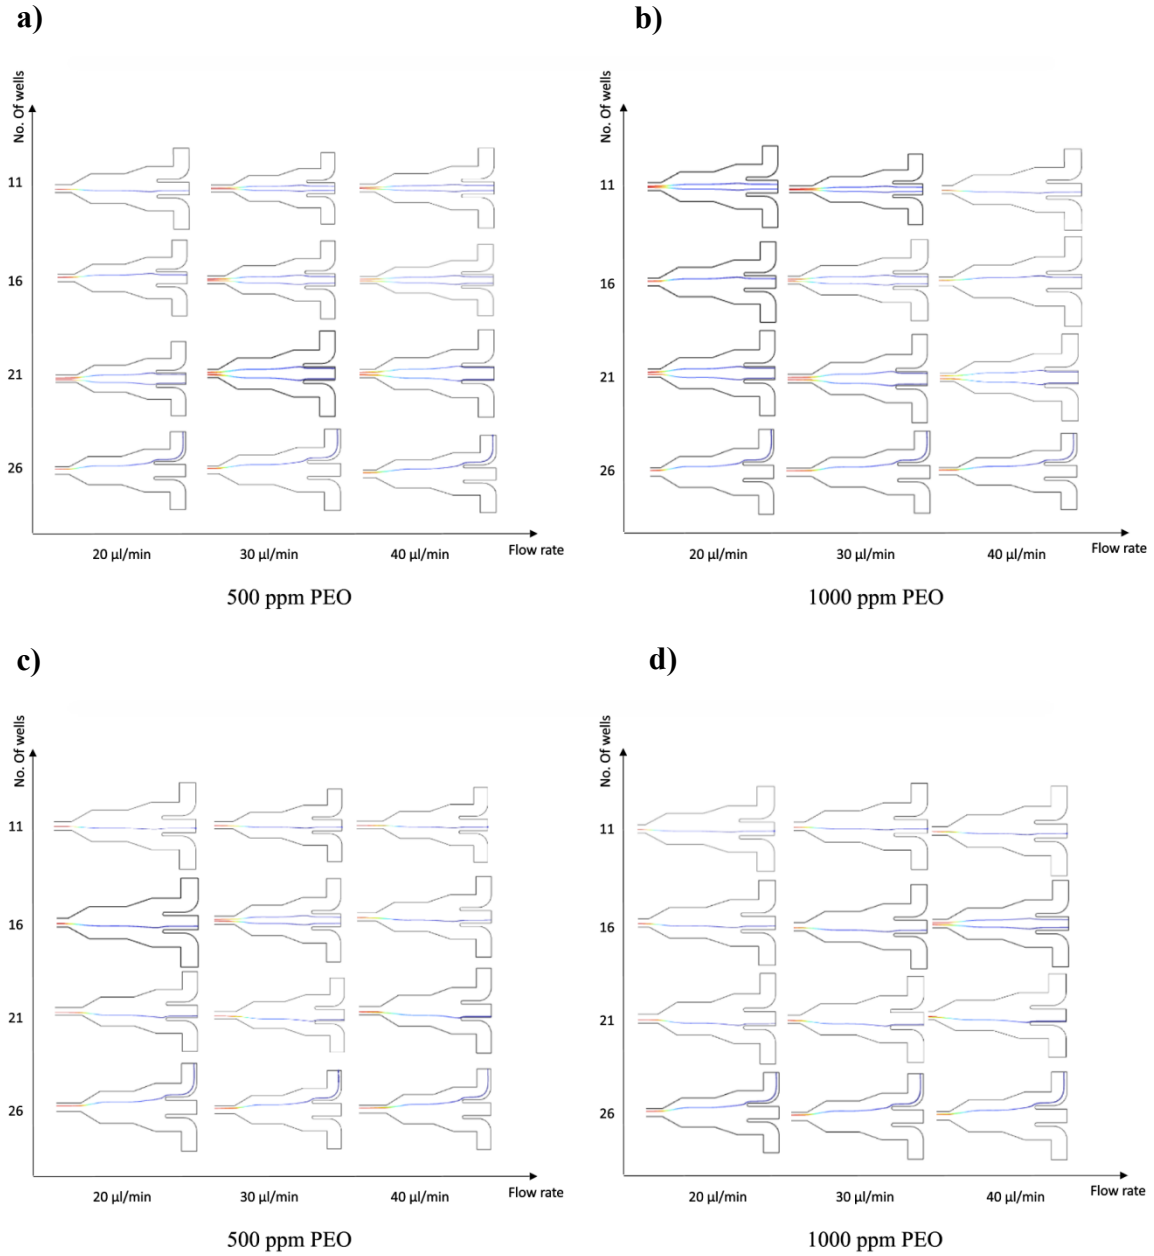 a)
No. Of wells
11
16
21
26
20 µl/min
30 µl/min
40 µl/min
Flow rate
500 ppm PEO
b)
No. Of wells
11
16
21
26
20 µl/min
30 µl/min
40 µl/min
Flow rate
1000 ppm PEO
c)
No. Of wells
11
16
21
26
20 µl/min
30 µl/min
40 µl/min
Flow rate
500 ppm PEO
d)
No. Of wells
11
16
21
26
20 µl/min
30 µl/min
40 µl/min
Flow rate
1000 ppm PEO